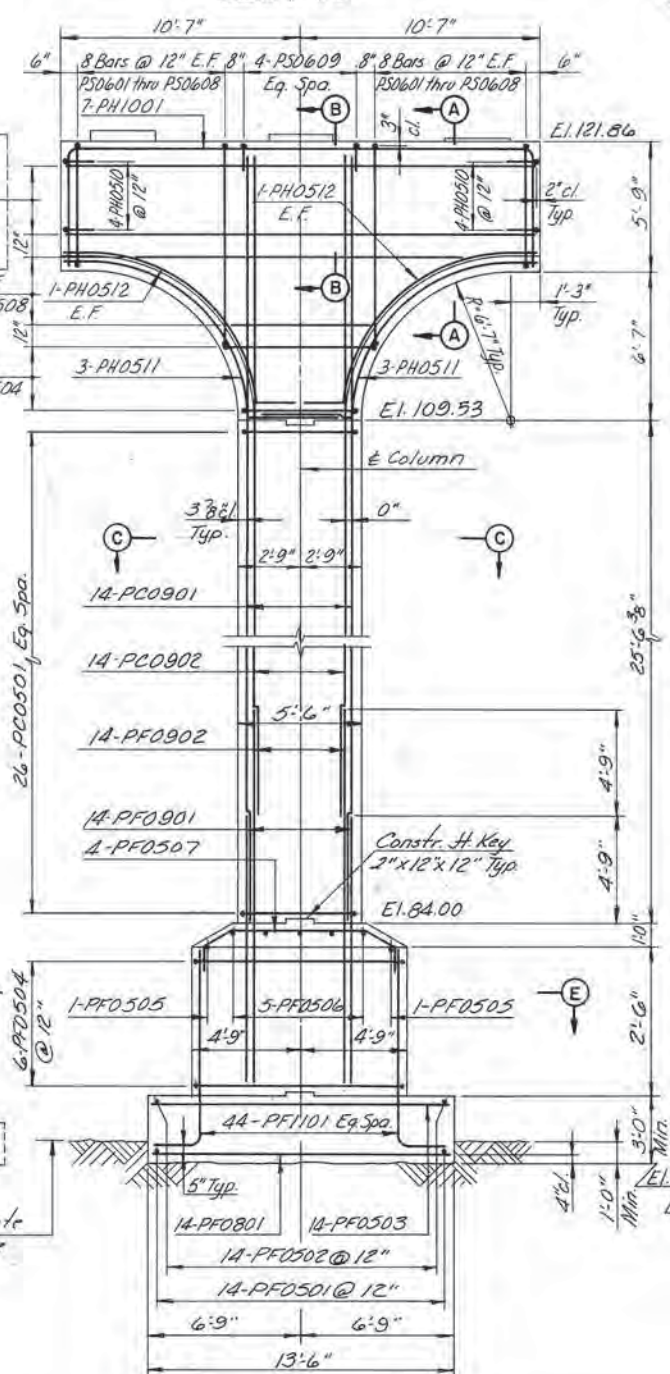 10'-7" 10'-7"
6" 8 Bars @ 12" E.F. 8" 4-PS0609 8" 8 Bars @ 12" E.F. 6"
PS0601 thru PS0608 Eq. Spa. PS0601 thru PS0608
7-PH1001
B A
3" cl.
El. 121.86
4-PH0510 @ 12"
1-PH0512
E.F.
4-PH0510 @ 12"
2" cl.
Typ.
5'-9"
12"
B
1-PH0512
E.F.
1'-3"
Typ.
508
12"
A
R=6'-7" Typ.
6'-7"
3-PH0511 3-PH0511
504
El. 109.53
℄ Column
3⅞" cl.
Typ.
0"
C C
2'-9" 2'-9"
14-PC0901
26-PC0501, Eq. Spa.
25'-6⅜"
14-PC0902
5'-6"
14-PF0902
4'-9"
14-PF0901
4-PF0507
Constr. Jt. Key
2"x12"x12" Typ.
4'-9"
El. 84.00
1'-0"
6-PF0504
@ 12"
1-PF0505 5-PF0506 1-PF0505
E
4'-9" 4'-9"
2'-6"
44-PF1101 Eq. Spa.
3'-0"
Min.
5" Typ.
4" cl.
1'-0"
Min.
El.
14-PF0801 14-PF0503
14-PF0502 @ 12"
14-PF0501 @ 12"
6'-9" 6'-9"
13'-6"